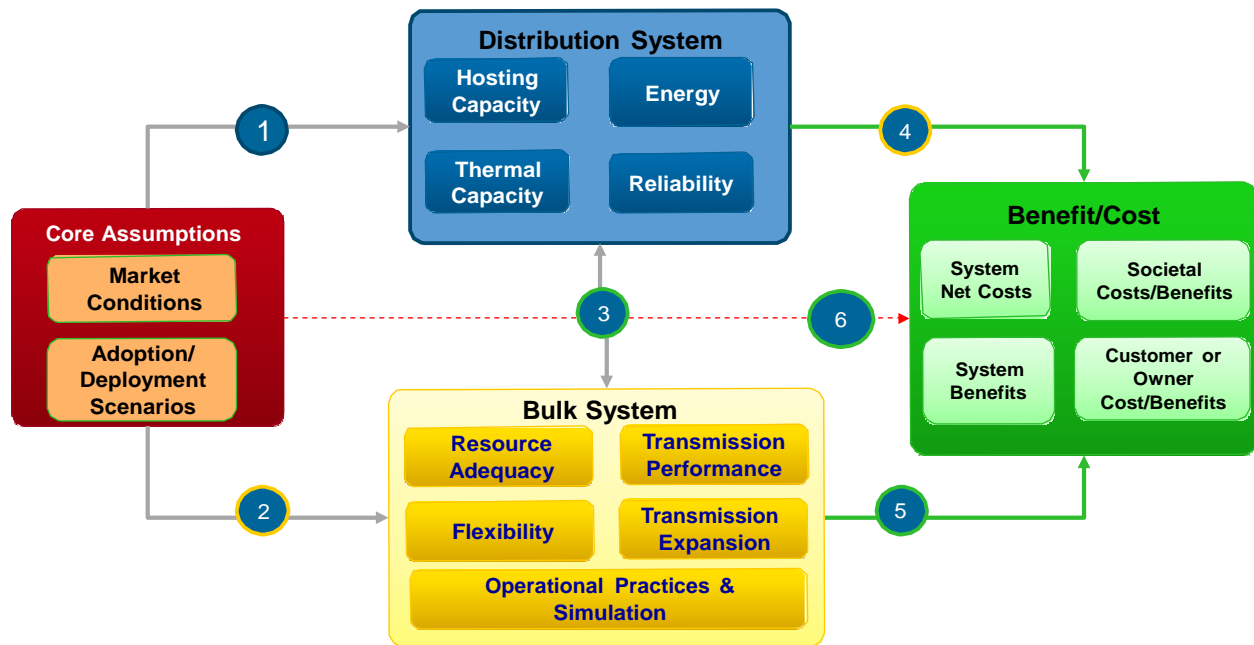 Distribution System
Hosting
Capacity
Energy
Thermal
Capacity
Reliability
1
4
Core Assumptions
Market
Conditions
Adoption/
Deployment
Scenarios
3
6
Benefit/Cost
System
Net Costs
Societal
Costs/Benefits
System
Benefits
Customer or
Owner
Cost/Benefits
2
5
Bulk System
Resource
Adequacy
Transmission
Performance
Flexibility
Transmission
Expansion
Operational Practices &
Simulation